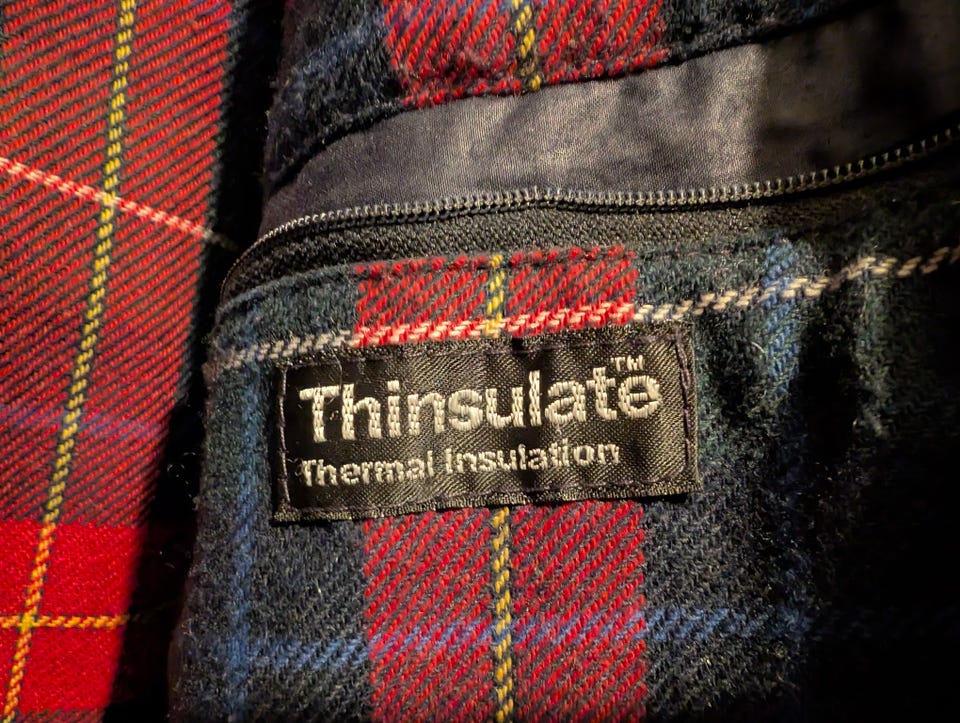 Thinsulate™
Thermal Insulation